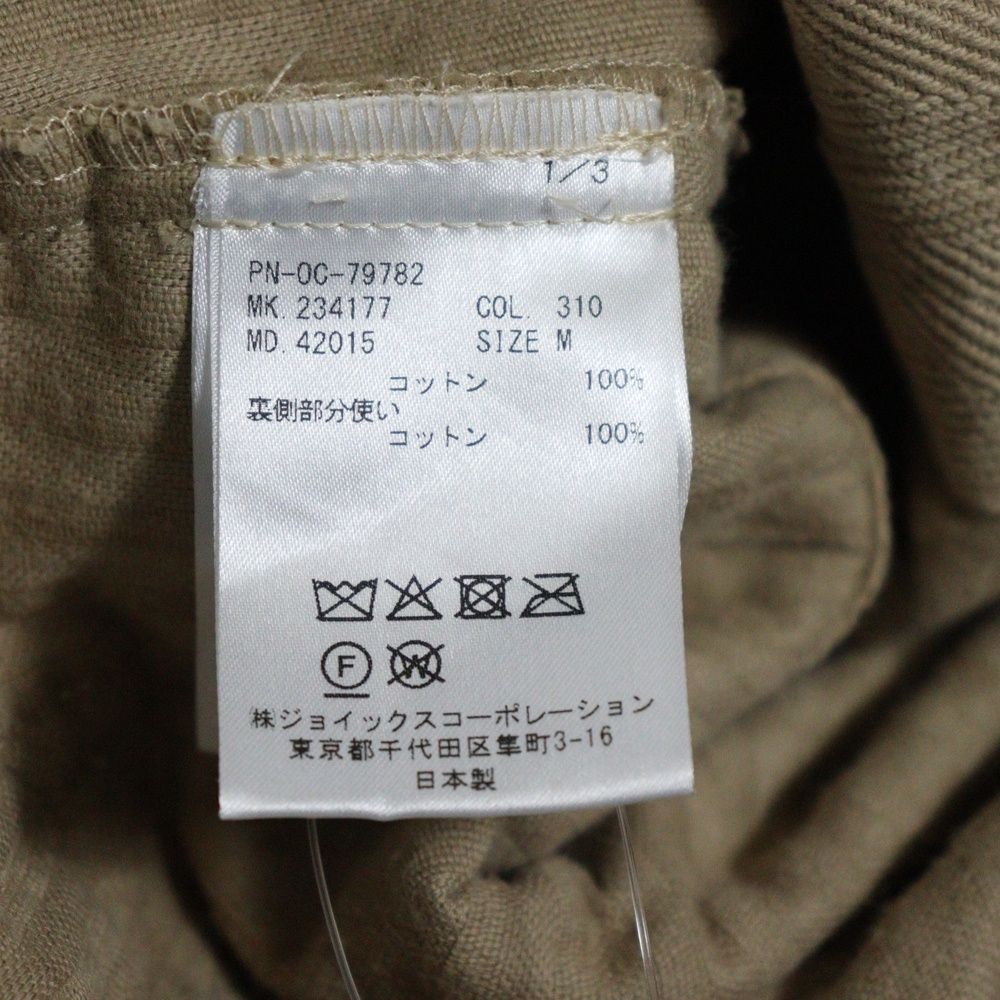 1/3
PN-OC-79782
MK. 234177 COL. 310
MD. 42015 SIZE M
コットン 100%
裏側部分使い
コットン 100%
F W
㈱ジョイックスコーポレーション
東京都千代田区隼町3-16
日本製